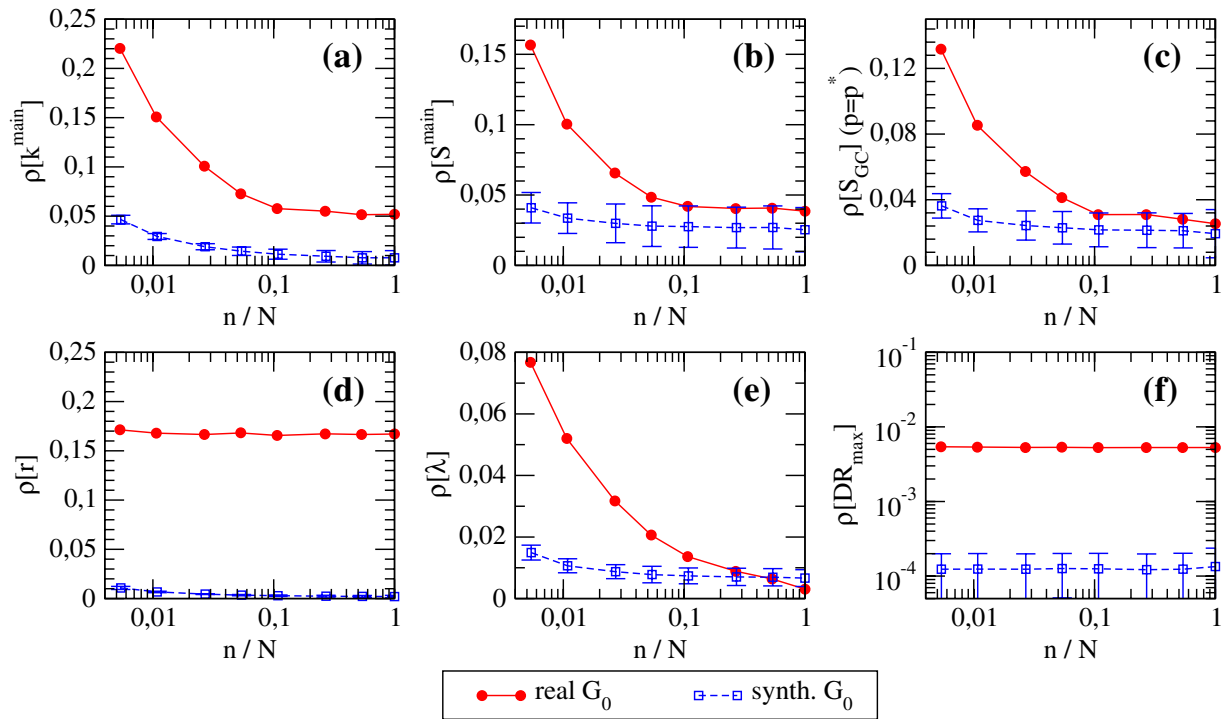 (a)
ρ[k^main]
0,25
0,2
0,15
0,1
0,05
0
0,01 0,1 1
n / N
(b)
ρ[S^main]
0,15
0,1
0,05
0
0,01 0,1 1
n / N
(c)
ρ[S_GC] (p=p*)
0,12
0,08
0,04
0
0,01 0,1 1
n / N
(d)
ρ[r]
0,25
0,2
0,15
0,1
0,05
0
0,01 0,1 1
n / N
(e)
ρ[λ]
0,08
0,06
0,04
0,02
0
0,01 0,1 1
n / N
(f)
ρ[DR_max]
10^-1
10^-2
10^-3
10^-4
0,01 0,1 1
n / N
real G_0
synth. G_0